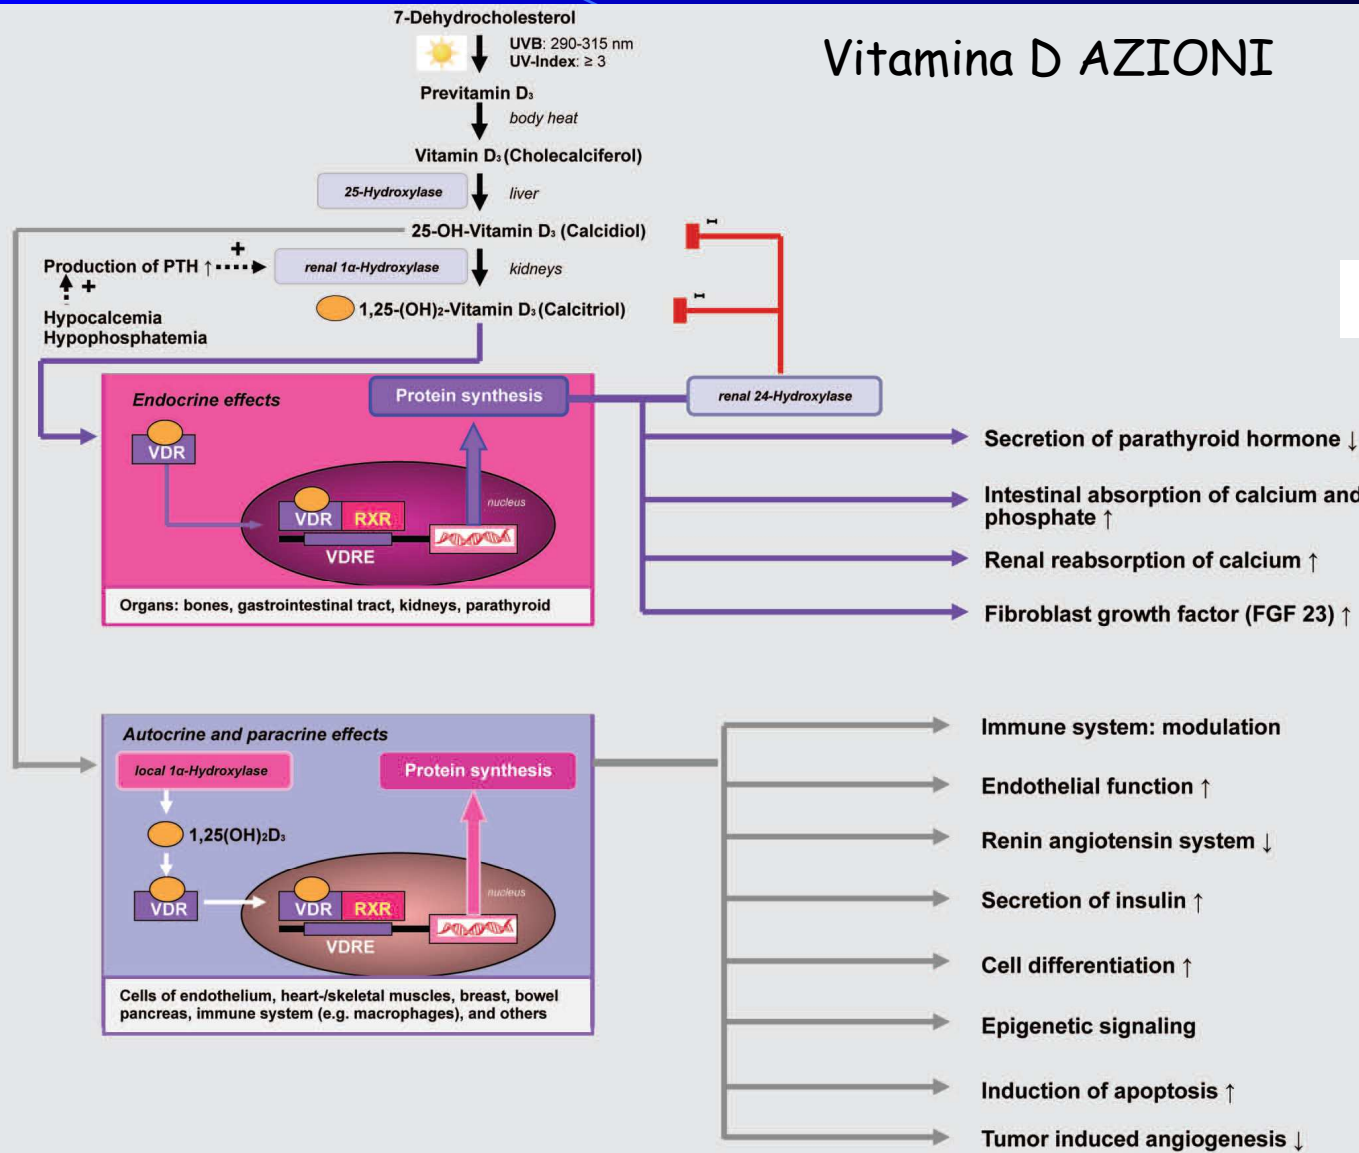 Vitamina D AZIONI
7-Dehydrocholesterol
UVB: 290-315 nm
UV-Index: ≥ 3
Previtamin D₃
body heat
Vitamin D₃ (Cholecalciferol)
25-Hydroxylase
liver
25-OH-Vitamin D₃ (Calcidiol)
-
+
Production of PTH ↑
renal 1α-Hydroxylase
kidneys
+
Hypocalcemia
Hypophosphatemia
1,25-(OH)₂-Vitamin D₃ (Calcitriol)
-
Endocrine effects
Protein synthesis
renal 24-Hydroxylase
VDR
nucleus
VDR
RXR
VDRE
Organs: bones, gastrointestinal tract, kidneys, parathyroid
Secretion of parathyroid hormone ↓
Intestinal absorption of calcium and
phosphate ↑
Renal reabsorption of calcium ↑
Fibroblast growth factor (FGF 23) ↑
Autocrine and paracrine effects
local 1α-Hydroxylase
Protein synthesis
1,25(OH)₂D₃
VDR
nucleus
VDR
RXR
VDRE
Cells of endothelium, heart-/skeletal muscles, breast, bowel
pancreas, immune system (e.g. macrophages), and others
Immune system: modulation
Endothelial function ↑
Renin angiotensin system ↓
Secretion of insulin ↑
Cell differentiation ↑
Epigenetic signaling
Induction of apoptosis ↑
Tumor induced angiogenesis ↓